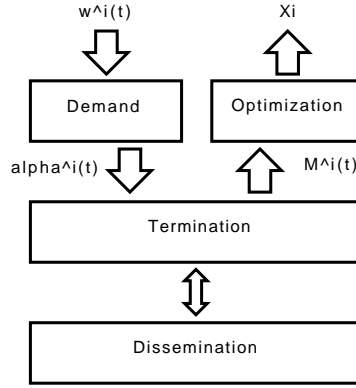 w^i(t) Xi
Demand Optimization
alpha^i(t) M^i(t)
Termination
Dissemination